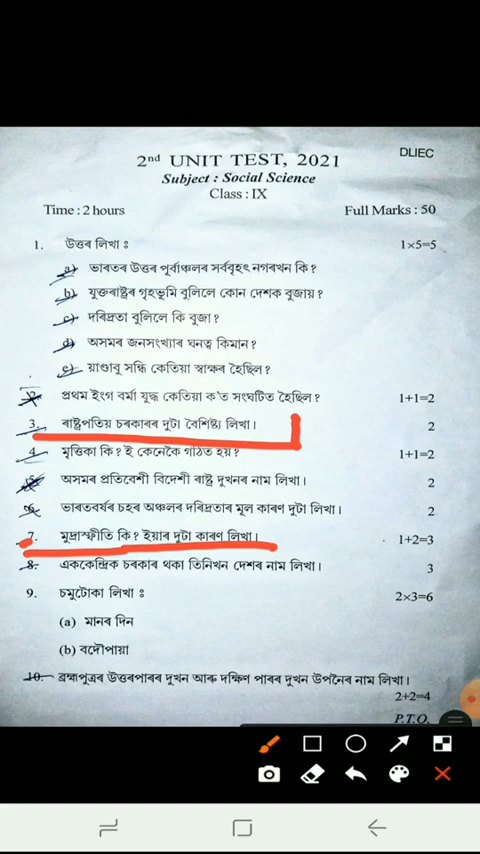 DLIEC
2nd UNIT TEST, 2021
Subject : Social Science
Class : IX
Time : 2 hours Full Marks : 50
1. উত্তৰ লিখা ঃ 1×5=5
a) ভাৰতৰ উত্তৰ পূৰ্বাঞ্চলৰ সৰ্ববৃহৎ নগৰখন কি ?
b) যুক্তৰাষ্ট্ৰৰ গৃহভূমি বুলিলে কোন দেশক বুজায় ?
c) দৰিদ্ৰতা বুলিলে কি বুজা ?
d) অসমৰ জনসংখ্যাৰ ঘনত্ব কিমান ?
e) য়াণ্ডাবু সন্ধি কেতিয়া স্বাক্ষৰ হৈছিল ?
2. প্ৰথম ইংগ বৰ্মা যুদ্ধ কেতিয়া ক'ত সংঘটিত হৈছিল ? 1+1=2
3. ৰাষ্ট্ৰপতিয় চৰকাৰৰ দুটা বৈশিষ্ট্য লিখা। 2
4. মৃত্তিকা কি ? ই কেনেকৈ গঠিত হয় ? 1+1=2
5. অসমৰ প্ৰতিবেশী বিদেশী ৰাষ্ট্ৰ দুখনৰ নাম লিখা। 2
6. ভাৰতবৰ্ষৰ চহৰ অঞ্চলৰ দৰিদ্ৰতাৰ মূল কাৰণ দুটা লিখা। 2
7. মুদ্ৰাস্ফীতি কি ? ইয়াৰ দুটা কাৰণ লিখা। 1+2=3
8. এককেন্দ্ৰিক চৰকাৰ থকা তিনিখন দেশৰ নাম লিখা। 3
9. চমুটোকা লিখা ঃ 2×3=6
(a) মানৰ দিন
(b) বদৌপায়া
10. ব্ৰহ্মপুত্ৰৰ উত্তৰপাৰৰ দুখন আৰু দক্ষিণ পাৰৰ দুখন উপনৈৰ নাম লিখা।
2+2=4
P.T.O.